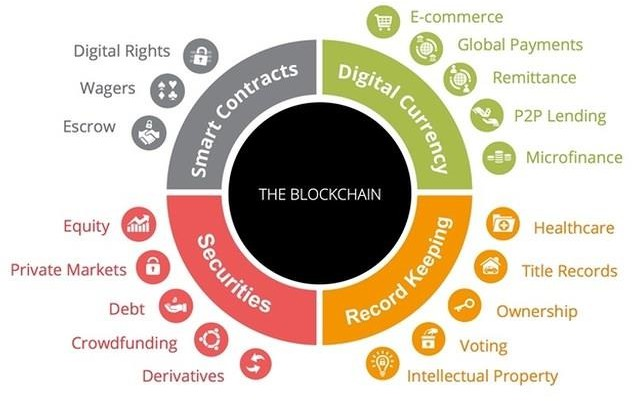 Smart Contracts
Digital Rights
Wagers
Escrow
Digital Currency
E-commerce
Global Payments
Remittance
P2P Lending
Microfinance
THE BLOCKCHAIN
Securities
Equity
Private Markets
Debt
Crowdfunding
Derivatives
Record Keeping
Healthcare
Title Records
Ownership
Voting
Intellectual Property